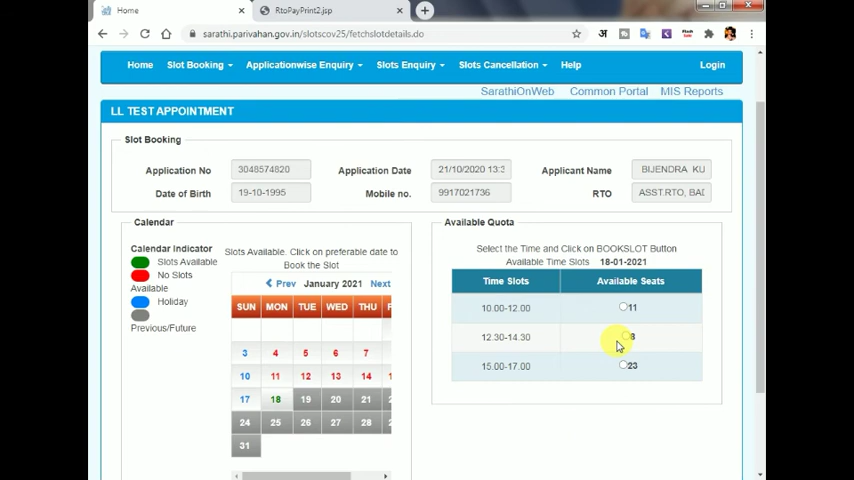 Home
RtoPayPrint2.jsp
sarathi.parivahan.gov.in/slotscov25/fetchslotdetails.do
अ
Home Slot Booking Applicationwise Enquiry Slots Enquiry Slots Cancellation Help Login
SarathiOnWeb Common Portal MIS Reports
LL TEST APPOINTMENT
Slot Booking
Application No 3048574820 Application Date 21/10/2020 13:3 Applicant Name BIJENDRA KU
Date of Birth 19-10-1995 Mobile no. 9917021736 RTO ASST.RTO, BAD
Calendar
Calendar Indicator
Slots Available
No Slots
Available
Holiday
Previous/Future
Slots Available. Click on preferable date to
Book the Slot
Prev January 2021 Next
SUN MON TUE WED THU F
3 4 5 6 7
10 11 12 13 14
17 18 19 20 21
24 25 26 27 28
31
Available Quota
Select the Time and Click on BOOKSLOT Button
Available Time Slots 18-01-2021
Time Slots Available Seats
10.00-12.00 11
12.30-14.30 8
15.00-17.00 23